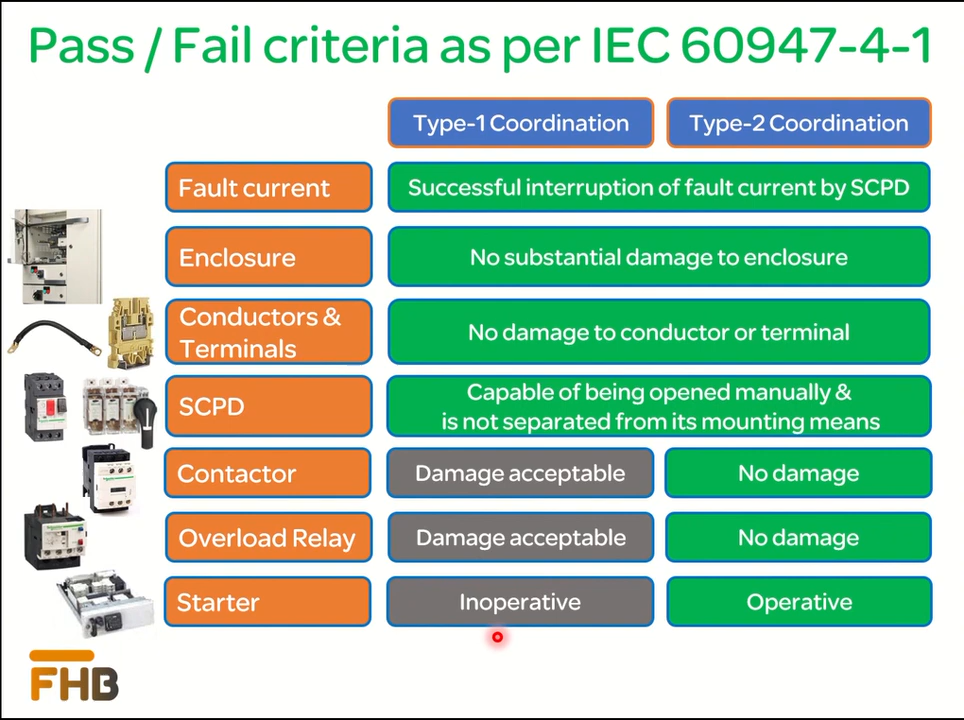 Pass / Fail criteria as per IEC 60947-4-1
Type-1 Coordination
Type-2 Coordination
Fault current
Successful interruption of fault current by SCPD
Enclosure
No substantial damage to enclosure
Conductors &
Terminals
No damage to conductor or terminal
SCPD
Capable of being opened manually &
is not separated from its mounting means
Contactor
Damage acceptable
No damage
Overload Relay
Damage acceptable
No damage
Starter
Inoperative
Operative
FHB